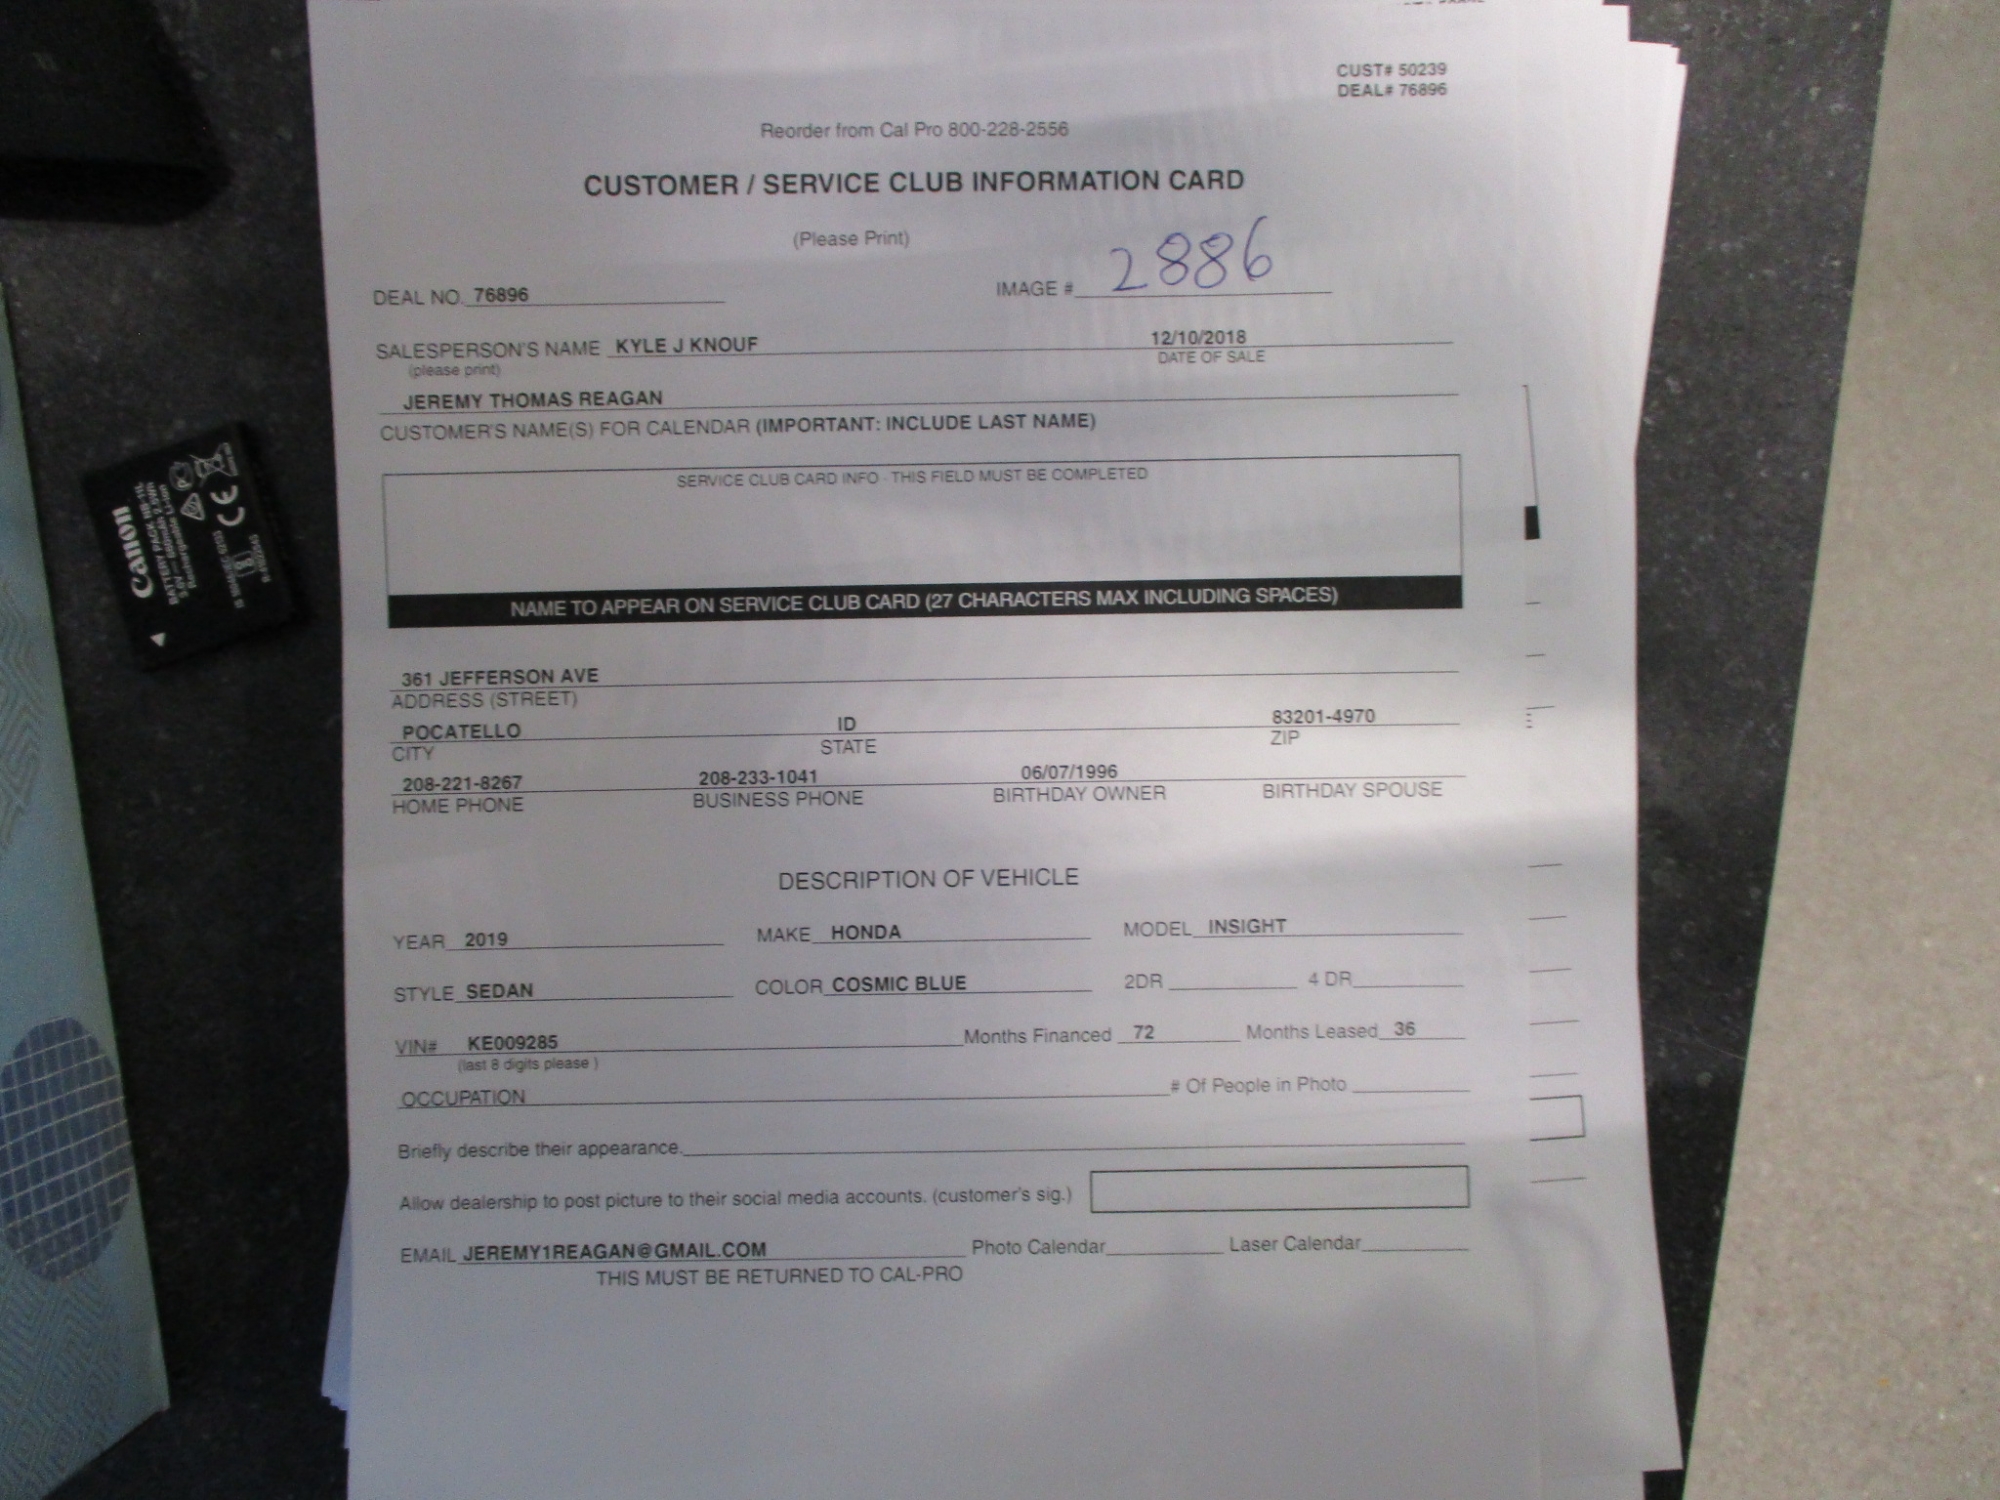 CUST# 50239
DEAL# 76896
Reorder from Cal Pro 800-228-2556
CUSTOMER / SERVICE CLUB INFORMATION CARD
(Please Print)
DEAL NO. 76896 IMAGE # 2886
SALESPERSON'S NAME KYLE J KNOUF 12/10/2018
(please print) DATE OF SALE
JEREMY THOMAS REAGAN
CUSTOMER'S NAME(S) FOR CALENDAR (IMPORTANT: INCLUDE LAST NAME)
SERVICE CLUB CARD INFO - THIS FIELD MUST BE COMPLETED
NAME TO APPEAR ON SERVICE CLUB CARD (27 CHARACTERS MAX INCLUDING SPACES)
361 JEFFERSON AVE
ADDRESS (STREET)
POCATELLO ID 83201-4970
CITY STATE ZIP
208-221-8267 208-233-1041 06/07/1996
HOME PHONE BUSINESS PHONE BIRTHDAY OWNER BIRTHDAY SPOUSE
DESCRIPTION OF VEHICLE
YEAR 2019 MAKE HONDA MODEL INSIGHT
STYLE SEDAN COLOR COSMIC BLUE 2DR 4 DR
VIN# KE009285 Months Financed 72 Months Leased 36
(last 8 digits please )
OCCUPATION # Of People in Photo
Briefly describe their appearance.
Allow dealership to post picture to their social media accounts. (customer's sig.)
EMAIL JEREMY1REAGAN@GMAIL.COM Photo Calendar Laser Calendar
THIS MUST BE RETURNED TO CAL-PRO
Canon
BATTERY PACK NB-11L
Rechargeable Li-ion
CE